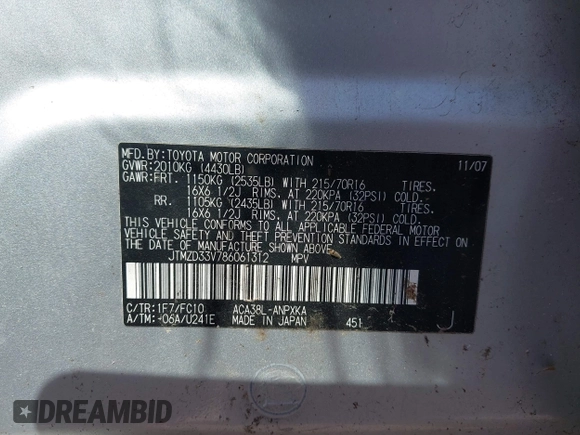 MFD.BY:TOYOTA MOTOR CORPORATION 11/07
GVWR:2010KG (4430LB)
GAWR:FRT. 1150KG (2535LB) WITH 215/70R16 TIRES,
16X6 1/2J RIMS, AT 220KPA (32PSI) COLD.
RR. 1105KG (2435LB) WITH 215/70R16 TIRES,
16X6 1/2J RIMS, AT 220KPA (32PSI) COLD.
THIS VEHICLE CONFORMS TO ALL APPLICABLE FEDERAL MOTOR
VEHICLE SAFETY AND THEFT PREVENTION STANDARDS IN EFFECT ON
THE DATE OF MANUFACTURE SHOWN ABOVE.
JTMZD33V786061312 MPV
C/TR:1F7/FC10 ACA38L-ANPXKA
A/TM:-06A/U241E MADE IN JAPAN 451 J
DREAMBID